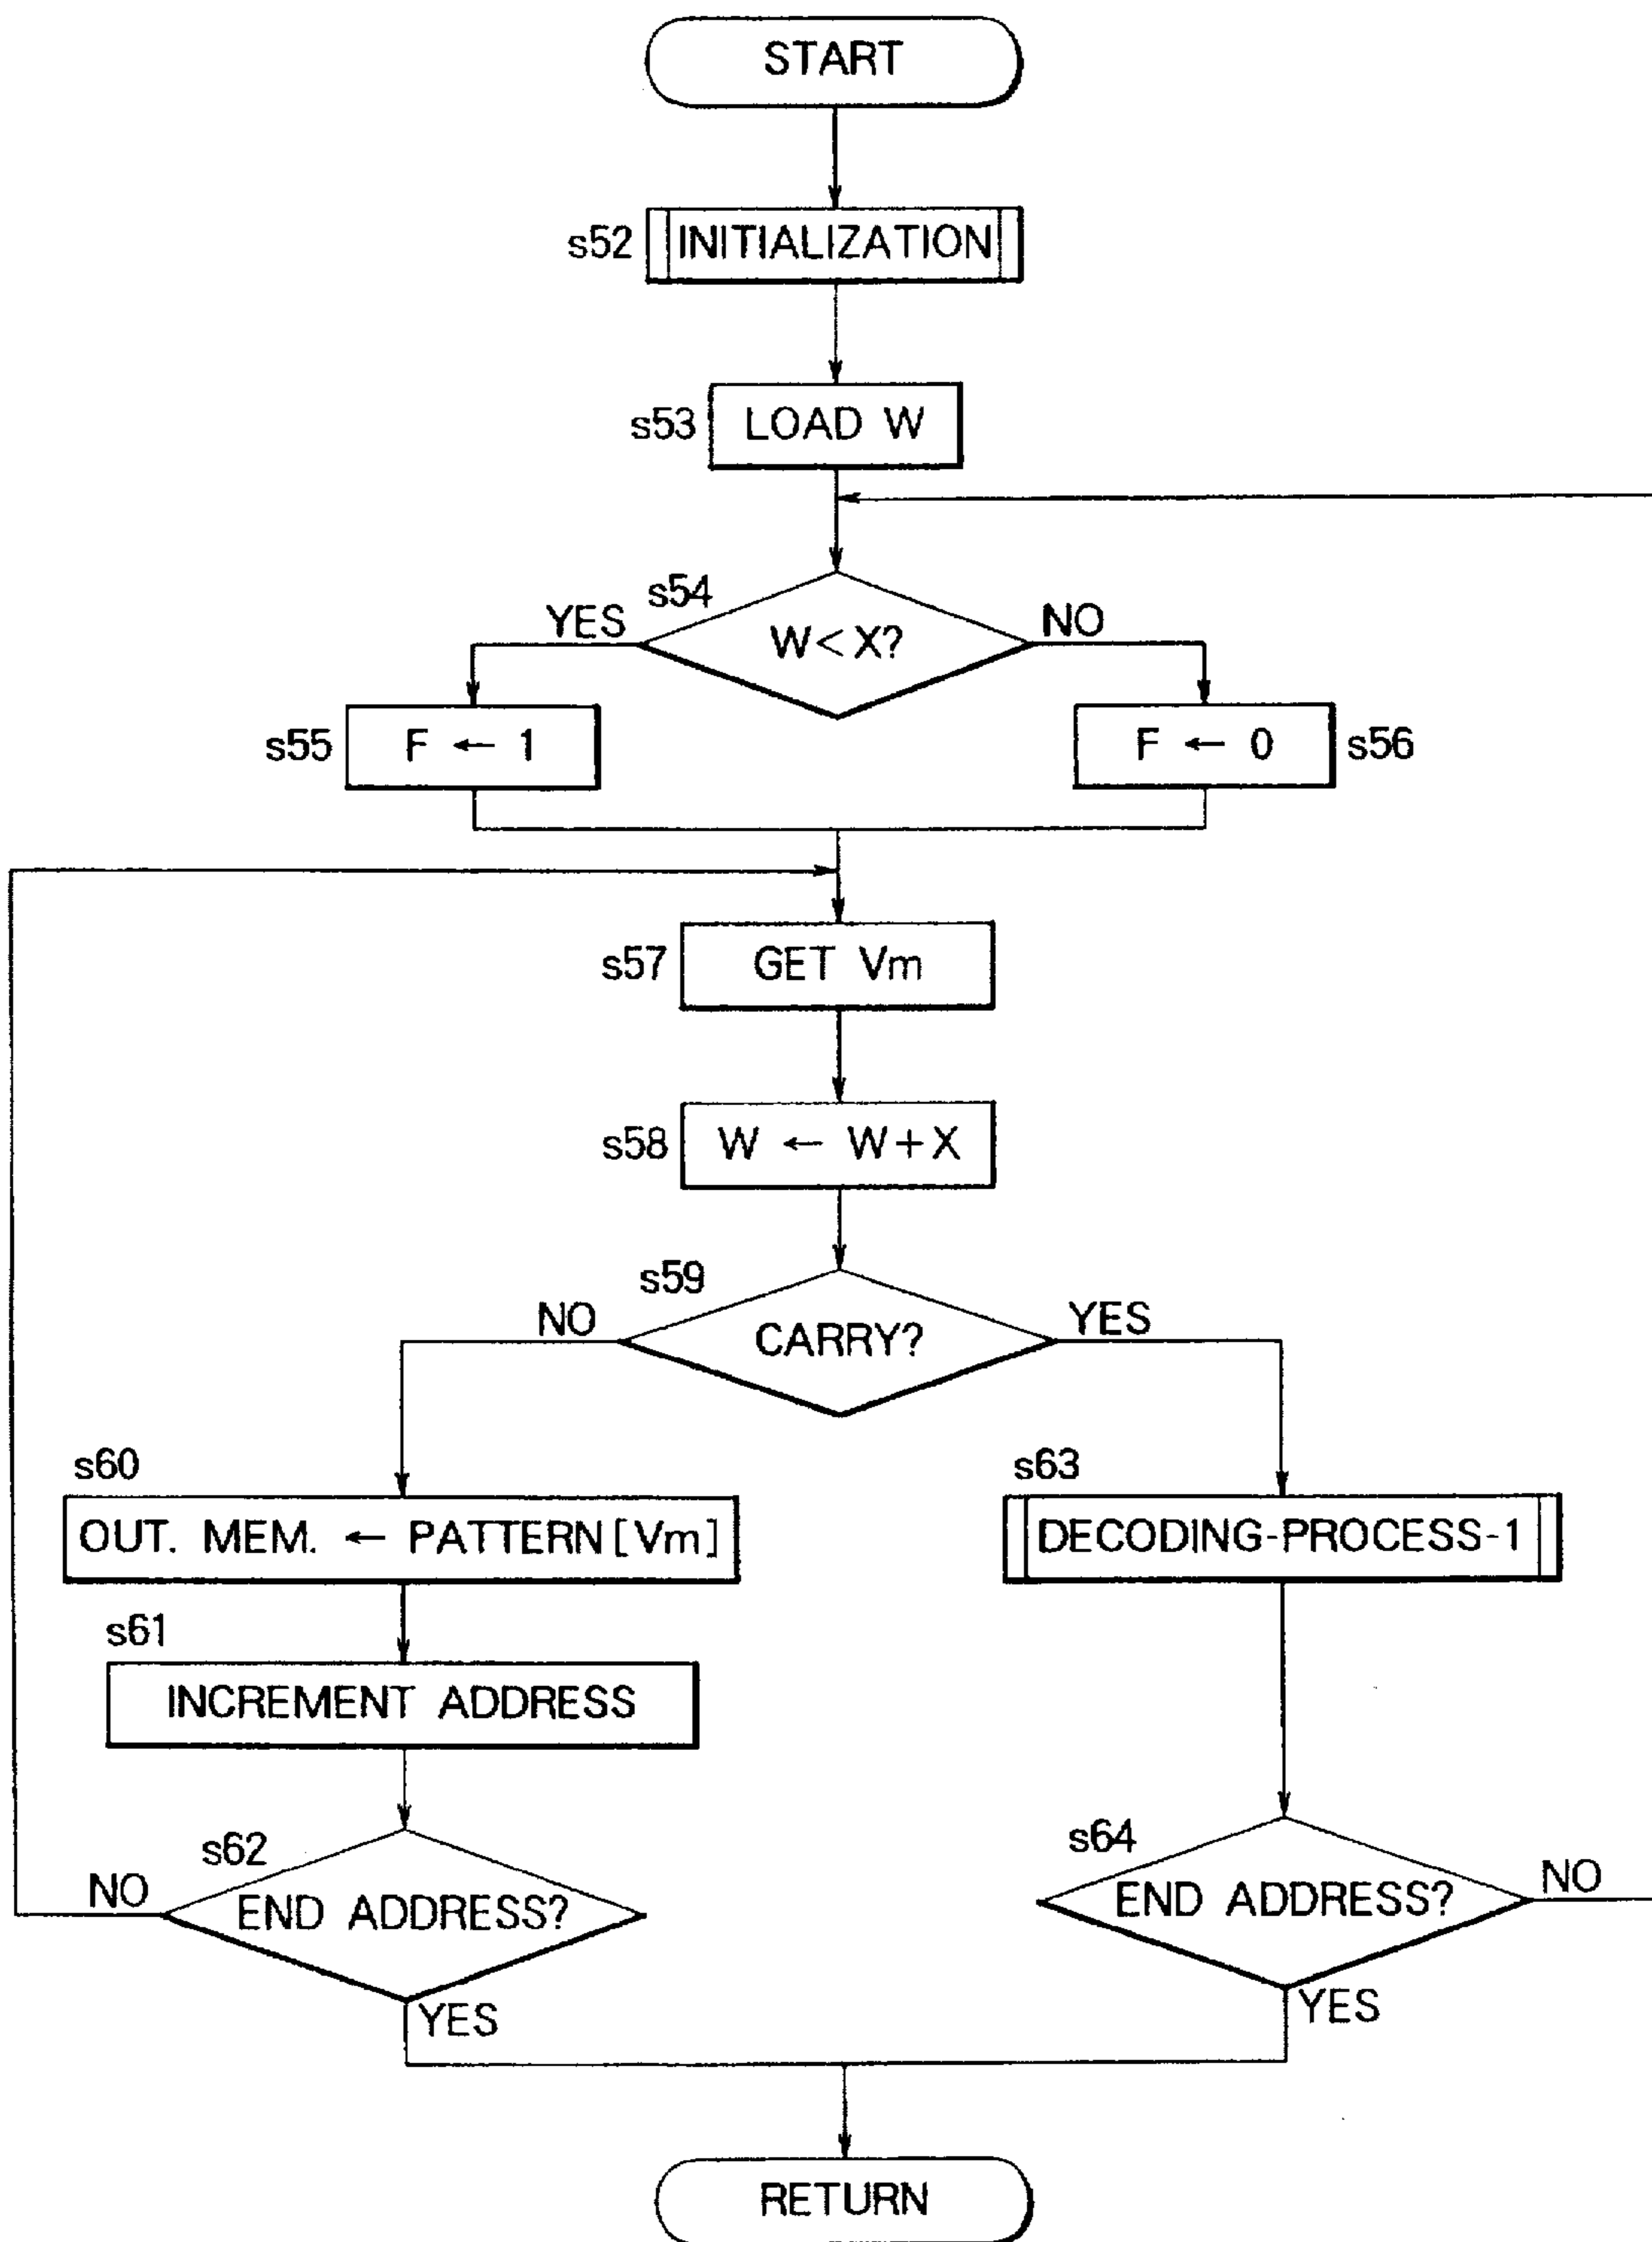 START
s52 INITIALIZATION
s53 LOAD W
s54
YES W<X? NO
s55 F ← 1
F ← 0 s56
s57 GET Vm
s58 W ← W+X
s59
NO CARRY? YES
s60
OUT. MEM. ← PATTERN[Vm]
s61
INCREMENT ADDRESS
s62
NO END ADDRESS?
YES
s63
DECODING-PROCESS-1
s64
END ADDRESS? NO
YES
RETURN